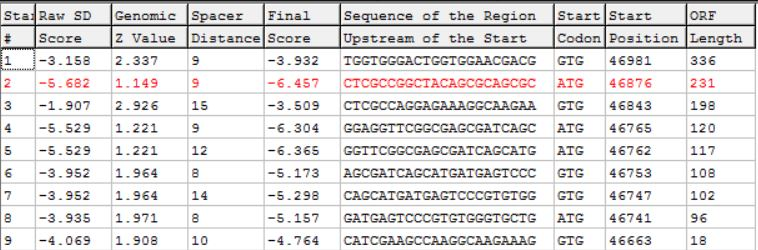 Star Raw SD Genomic Spacer Final Sequence of the Region Start Start ORF
# Score Z Value Distance Score Upstream of the Start Codon Position Length
1 -3.158 2.337 9 -3.932 TGGTGGGACTGGTGGAACGACG GTG 46981 336
2 -5.682 1.149 9 -6.457 CTCGCCGGCTACAGCGCAGCGC ATG 46876 231
3 -1.907 2.926 15 -3.509 CTCGCCAGGAGAAAGGCAAGAA GTG 46843 198
4 -5.529 1.221 9 -6.304 GGAGGTTCGGCGAGCGATCAGC ATG 46765 120
5 -5.529 1.221 12 -6.365 GGTTCGGCGAGCGATCAGCATG ATG 46762 117
6 -3.952 1.964 8 -5.173 AGCGATCAGCATGATGAGTCCC GTG 46753 108
7 -3.952 1.964 14 -5.298 CAGCATGATGAGTCCCGTGTGG GTG 46747 102
8 -3.935 1.971 8 -5.157 GATGAGTCCCGTGTGGGTGCTG ATG 46741 96
9 -4.069 1.908 10 -4.764 CATCGAAGCCAAGGCAAGAAAG GTG 46663 18